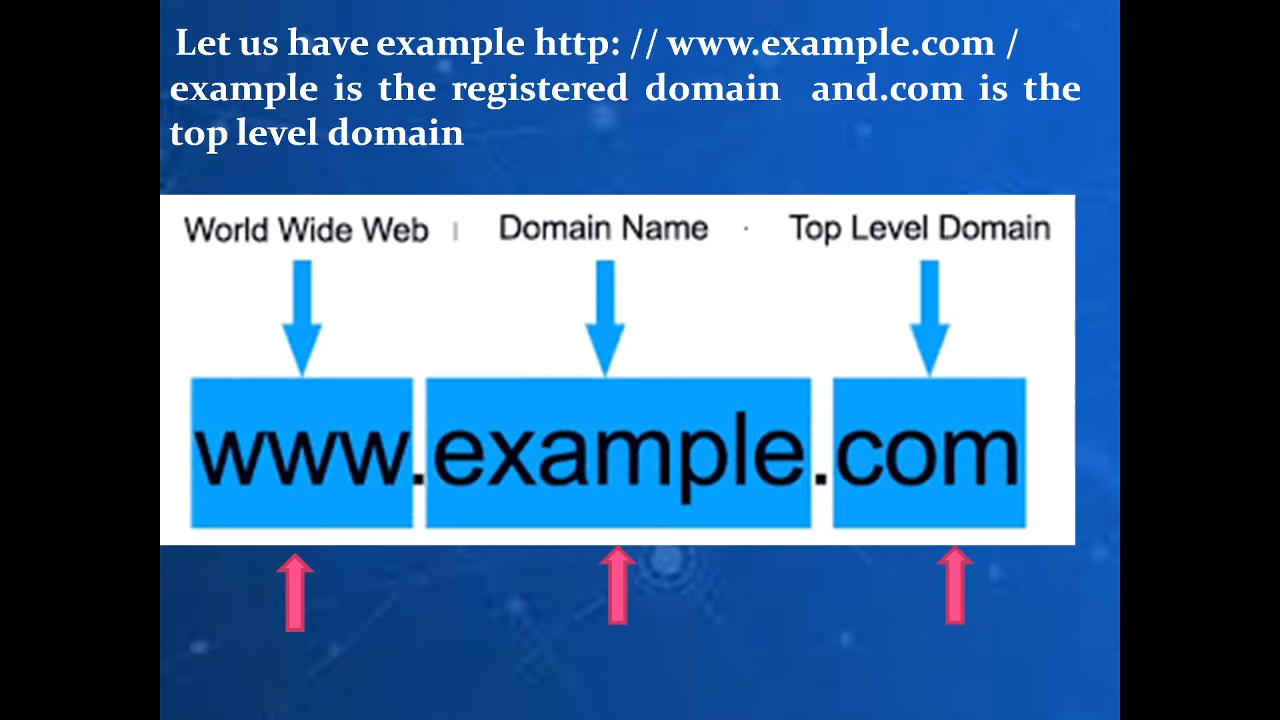 Let us have example http: // www.example.com /
example is the registered domain and.com is the
top level domain
World Wide Web | Domain Name · Top Level Domain
www.example.com